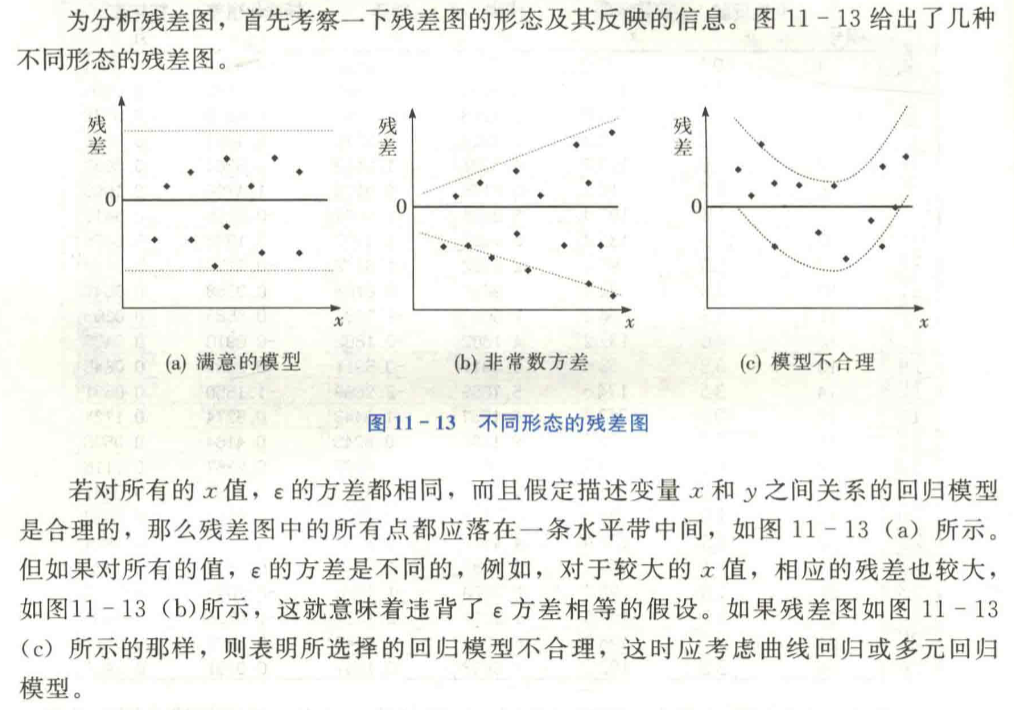 为分析残差图，首先考察一下残差图的形态及其反映的信息。图 11－13 给出了几种
不同形态的残差图。
残差
0
x
(a) 满意的模型
残差
0
x
(b) 非常数方差
残差
0
x
(c) 模型不合理
图 11－13 不同形态的残差图
若对所有的 x 值，ε 的方差都相同，而且假定描述变量 x 和 y 之间关系的回归模型
是合理的，那么残差图中的所有点都应落在一条水平带中间，如图 11－13（a）所示。
但如果对所有的值，ε 的方差是不同的，例如，对于较大的 x 值，相应的残差也较大，
如图11－13（b)所示，这就意味着违背了 ε 方差相等的假设。如果残差图如图 11－13
（c）所示的那样，则表明所选择的回归模型不合理，这时应考虑曲线回归或多元回归
模型。